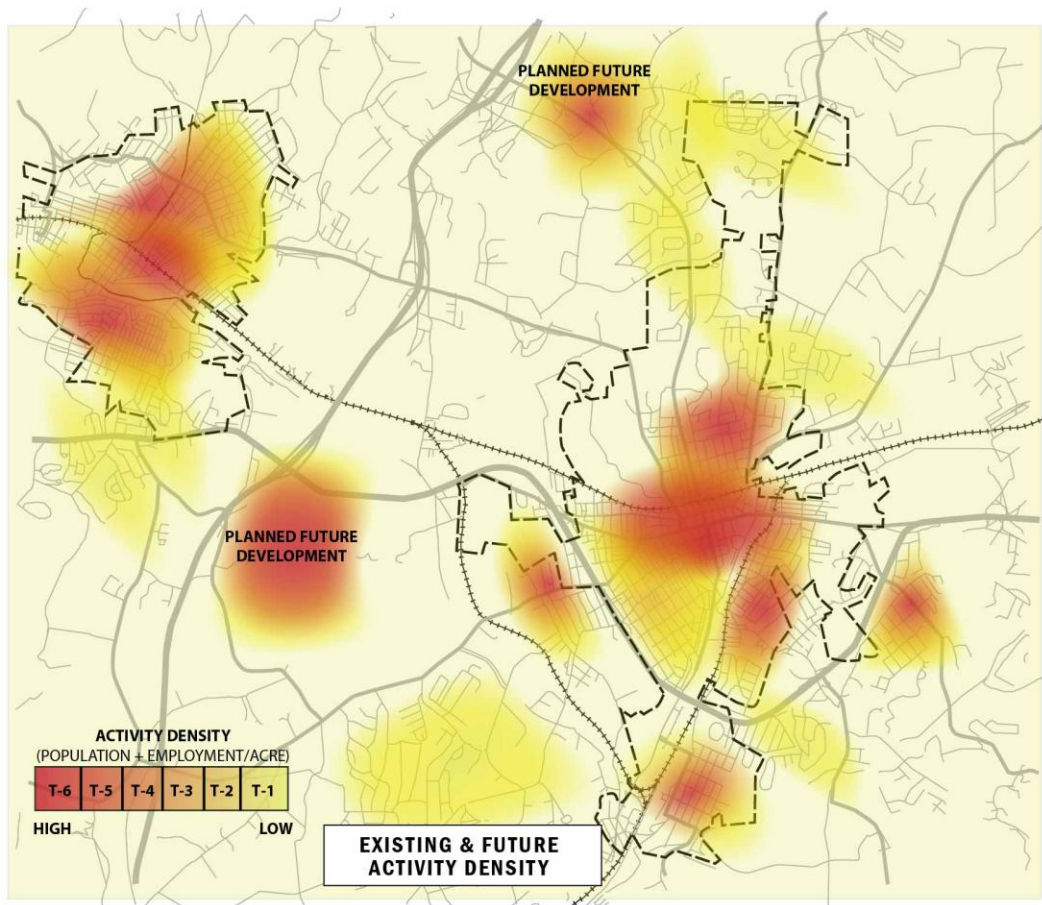 PLANNED FUTURE
DEVELOPMENT
PLANNED FUTURE
DEVELOPMENT
ACTIVITY DENSITY
(POPULATION + EMPLOYMENT/ACRE)
T-6 T-5 T-4 T-3 T-2 T-1
HIGH LOW
EXISTING & FUTURE
ACTIVITY DENSITY